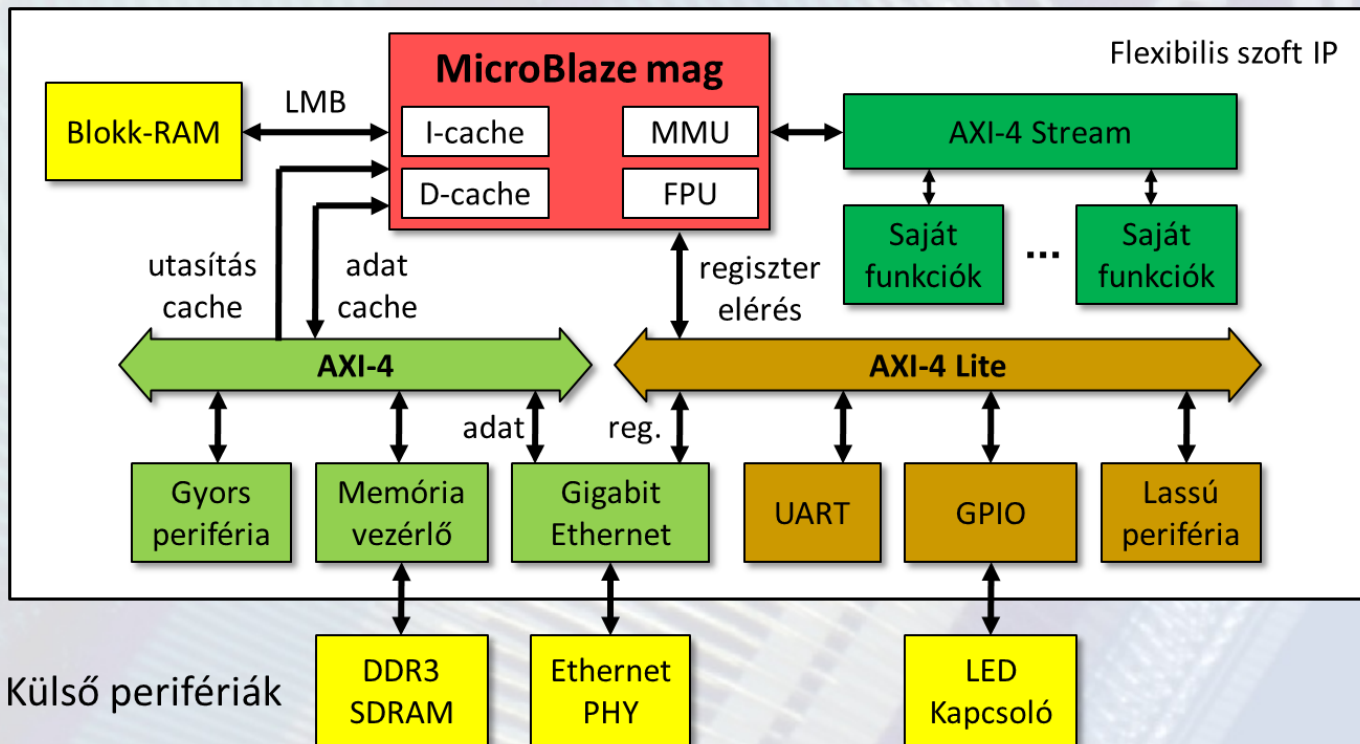 MicroBlaze mag
Flexibilis szoft IP
LMB
Blokk-RAM
I-cache
MMU
AXI-4 Stream
D-cache
FPU
Saját
funkciók
...
Saját
funkciók
utasítás
cache
adat
cache
regiszter
elérés
AXI-4
AXI-4 Lite
adat
reg.
Gyors
periféria
Memória
vezérlő
Gigabit
Ethernet
UART
GPIO
Lassú
periféria
Külső perifériák
DDR3
SDRAM
Ethernet
PHY
LED
Kapcsoló